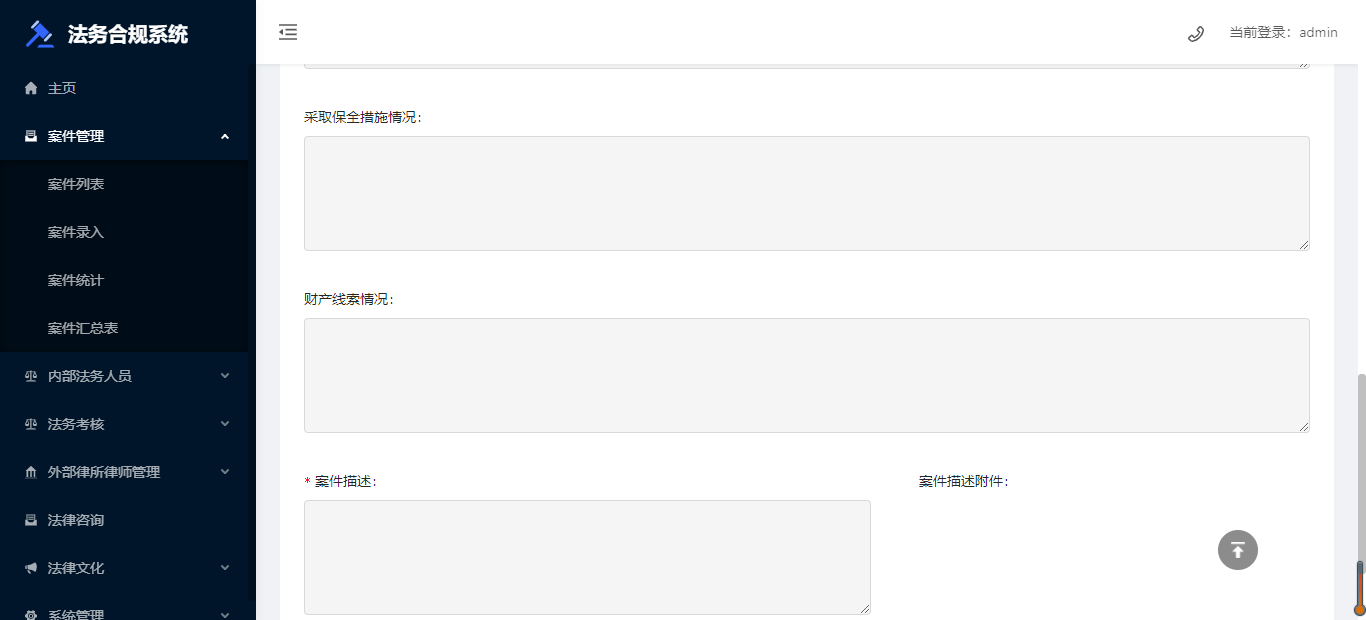 法务合规系统
当前登录：admin
主页
案件管理
案件列表
案件录入
案件统计
案件汇总表
内部法务人员
法务考核
外部律所律师管理
法律咨询
法律文化
系统管理
采取保全措施情况：
财产线索情况：
* 案件描述：
案件描述附件：